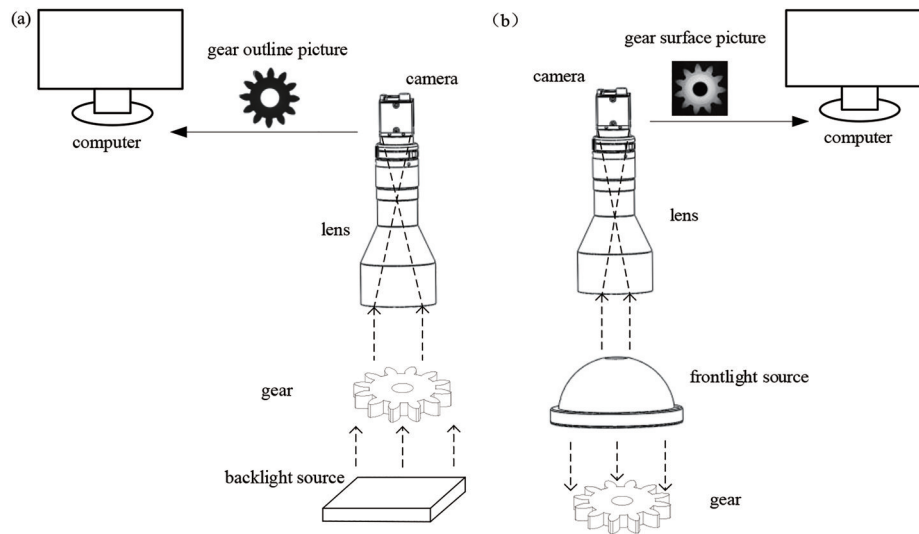 (a)
gear outline picture
camera
computer
lens
gear
backlight source
(b)
gear surface picture
camera
computer
lens
frontlight source
gear